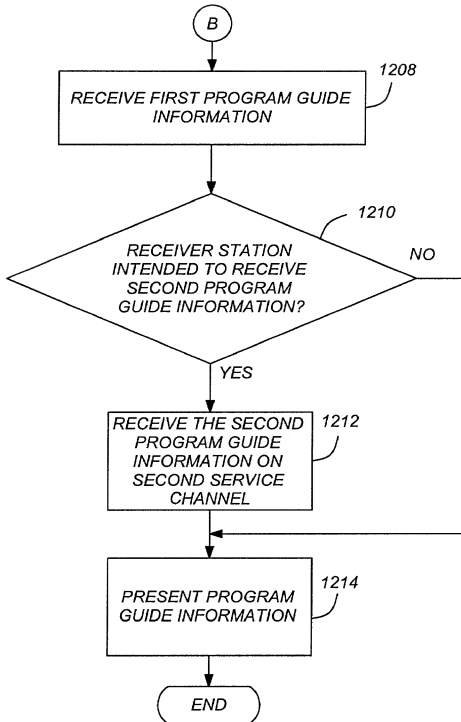 B
1208
RECEIVE FIRST PROGRAM GUIDE
INFORMATION
1210
NO
RECEIVER STATION
INTENDED TO RECEIVE
SECOND PROGRAM
GUIDE INFORMATION?
YES
RECEIVE THE SECOND
PROGRAM GUIDE
INFORMATION ON
SECOND SERVICE
CHANNEL
1212
PRESENT PROGRAM
GUIDE INFORMATION
1214
END